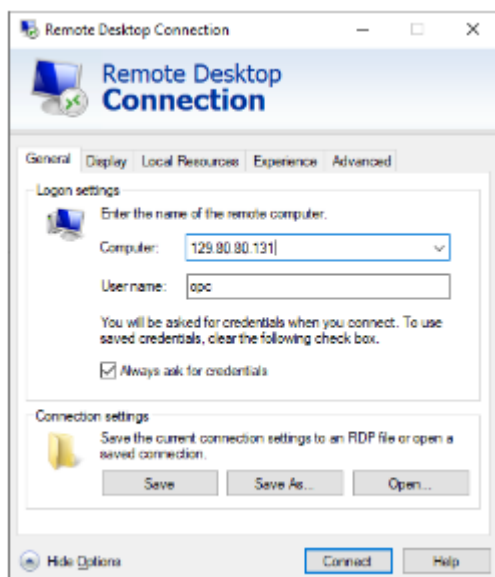 Remote Desktop Connection
Remote Desktop
Connection
General Display Local Resources Experience Advanced
Logon settings
Enter the name of the remote computer.
Computer: 129.80.80.131
User name: opc
You will be asked for credentials when you connect. To use
saved credentials, clear the following check box.
Always ask for credentials
Connection settings
Save the current connection settings to an RDP file or open a
saved connection.
Save Save As... Open...
Hide Options Connect Help